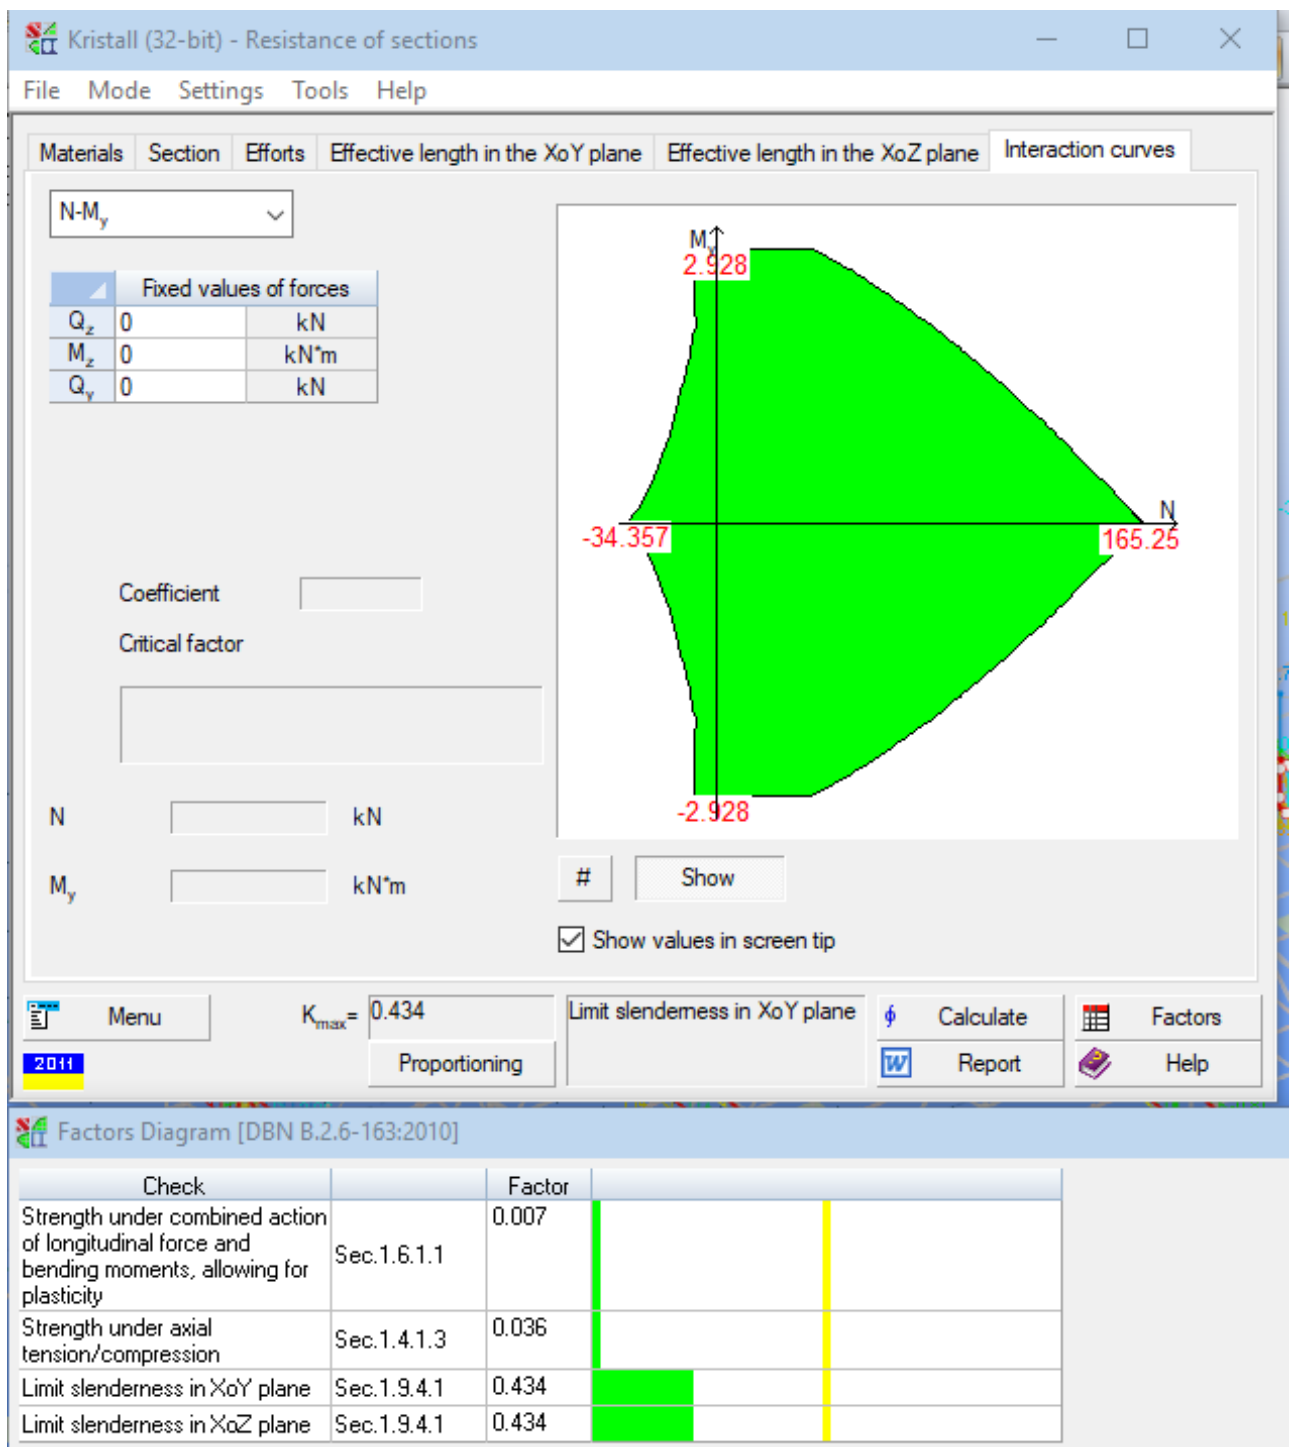 Kristall (32-bit) - Resistance of sections
File Mode Settings Tools Help
Materials Section Efforts Effective length in the XoY plane Effective length in the XoZ plane Interaction curves
N-My
Fixed values of forces
Qz 0 kN
Mz 0 kN*m
Qy 0 kN
My
2.928
N
-34.357
165.25
-2.928
Coefficient
Critical factor
N kN
My kN*m
# Show
Show values in screen tip
Menu Kmax= 0.434 Limit slenderness in XoY plane Calculate Factors
2011 Proportioning Report Help
Factors Diagram [DBN B.2.6-163:2010]
Check Factor
Strength under combined action
of longitudinal force and
bending moments, allowing for
plasticity
Sec.1.6.1.1 0.007
Strength under axial
tension/compression
Sec.1.4.1.3 0.036
Limit slenderness in XoY plane Sec.1.9.4.1 0.434
Limit slenderness in XoZ plane Sec.1.9.4.1 0.434